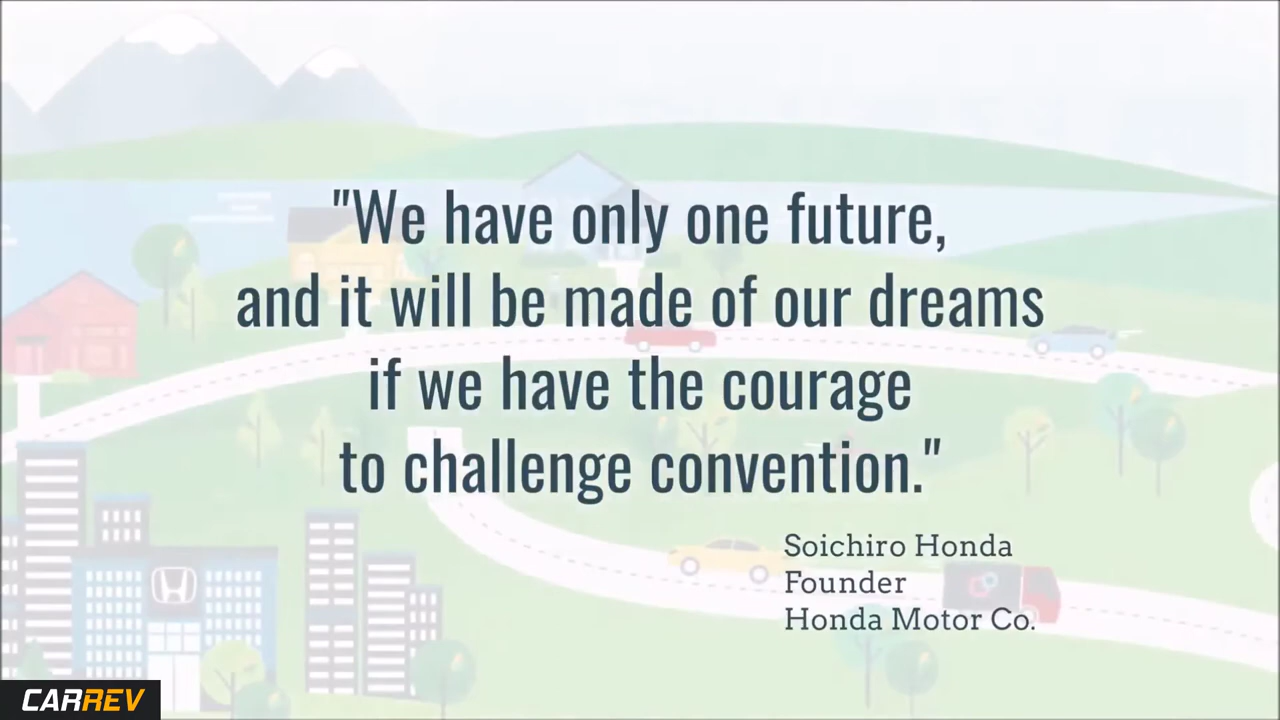 "We have only one future,
and it will be made of our dreams
if we have the courage
to challenge convention."
Soichiro Honda
Founder
Honda Motor Co.
CARREV